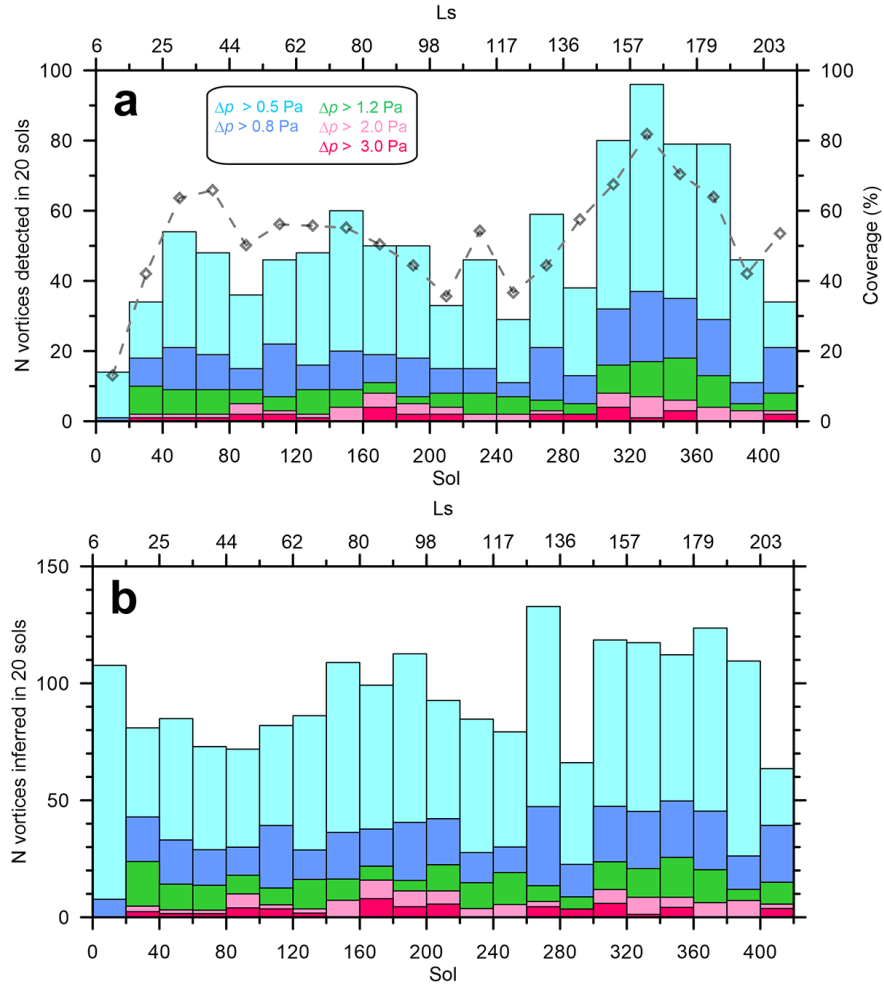 Ls
6 25 44 62 80 98 117 136 157 179 203
a
Δp > 0.5 Pa Δp > 1.2 Pa
Δp > 0.8 Pa Δp > 2.0 Pa
Δp > 3.0 Pa
N vortices detected in 20 sols
100
80
60
40
20
0
Coverage (%)
100
80
60
40
20
0
0 40 80 120 160 200 240 280 320 360 400
Sol
Ls
6 25 44 62 80 98 117 136 157 179 203
b
N vortices inferred in 20 sols
150
100
50
0
0 40 80 120 160 200 240 280 320 360 400
Sol